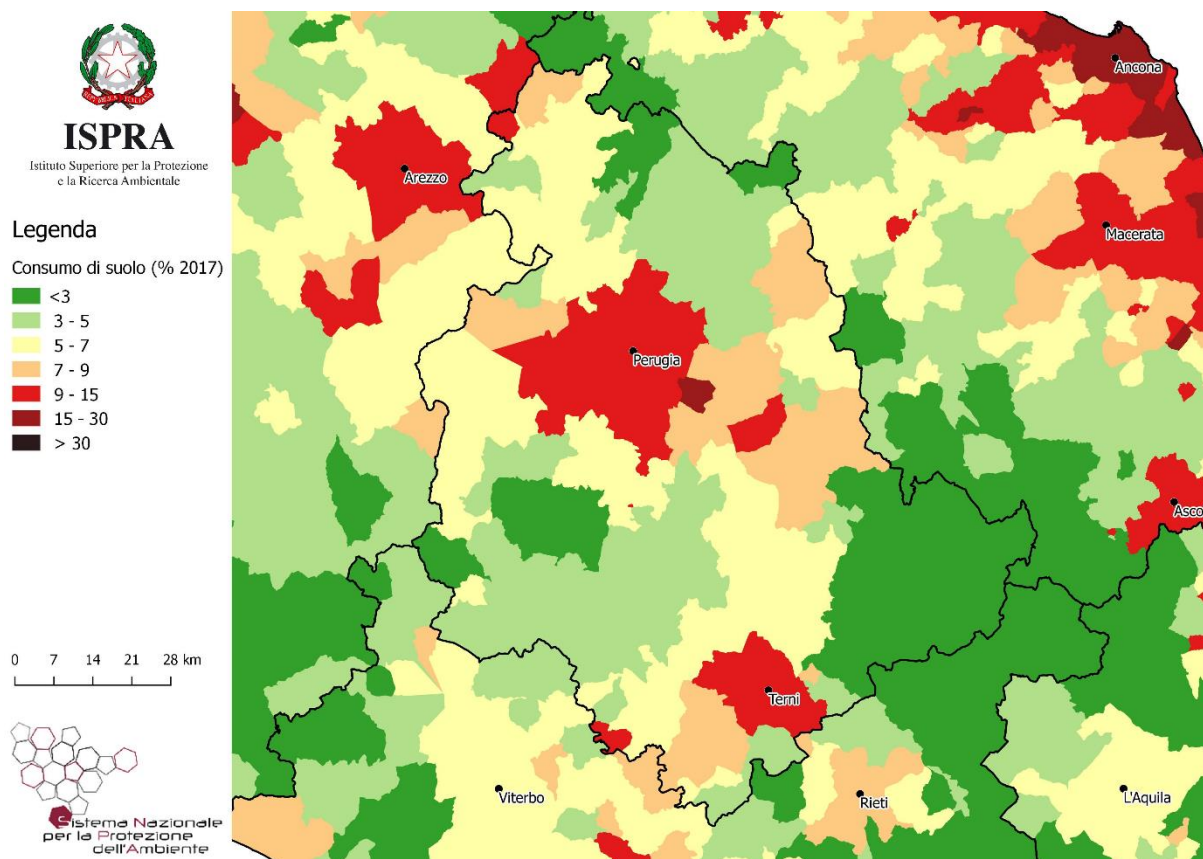 ISPRA
Istituto Superiore per la Protezione
e la Ricerca Ambientale
Legenda
Consumo di suolo (% 2017)
<3
3 - 5
5 - 7
7 - 9
9 - 15
15 - 30
> 30
0 7 14 21 28 km
Sistema Nazionale
per la Protezione
dell'Ambiente
Ancona
Arezzo
Macerata
Perugia
Asco
Terni
Viterbo
Rieti
L'Aquila